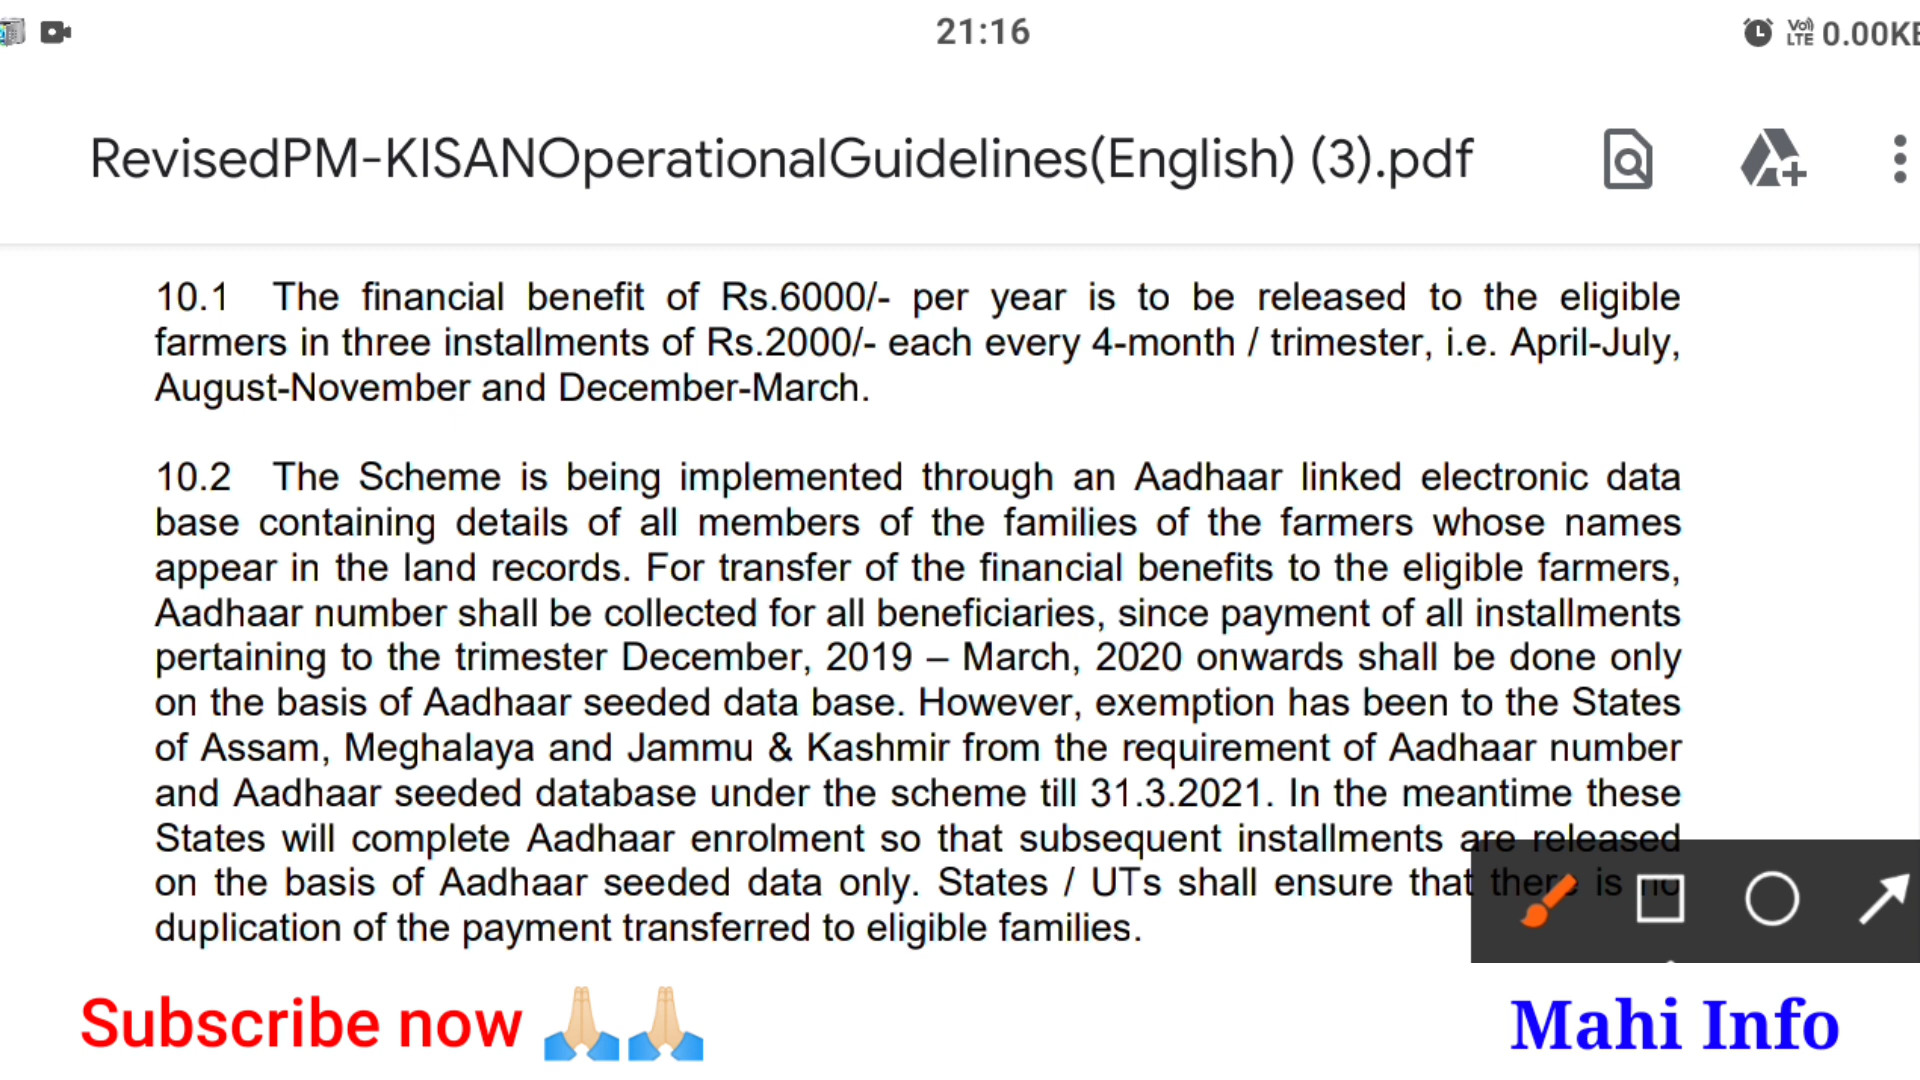 21:16
Vo)) LTE 0.00K
RevisedPM-KISANOperationalGuidelines(English) (3).pdf
10.1 The financial benefit of Rs.6000/- per year is to be released to the eligible
farmers in three installments of Rs.2000/- each every 4-month / trimester, i.e. April-July,
August-November and December-March.
10.2 The Scheme is being implemented through an Aadhaar linked electronic data
base containing details of all members of the families of the farmers whose names
appear in the land records. For transfer of the financial benefits to the eligible farmers,
Aadhaar number shall be collected for all beneficiaries, since payment of all installments
pertaining to the trimester December, 2019 – March, 2020 onwards shall be done only
on the basis of Aadhaar seeded data base. However, exemption has been to the States
of Assam, Meghalaya and Jammu & Kashmir from the requirement of Aadhaar number
and Aadhaar seeded database under the scheme till 31.3.2021. In the meantime these
States will complete Aadhaar enrolment so that subsequent installments are released
on the basis of Aadhaar seeded data only. States / UTs shall ensure that there is no
duplication of the payment transferred to eligible families.
Subscribe now 🙏🏻🙏🏻
Mahi Info